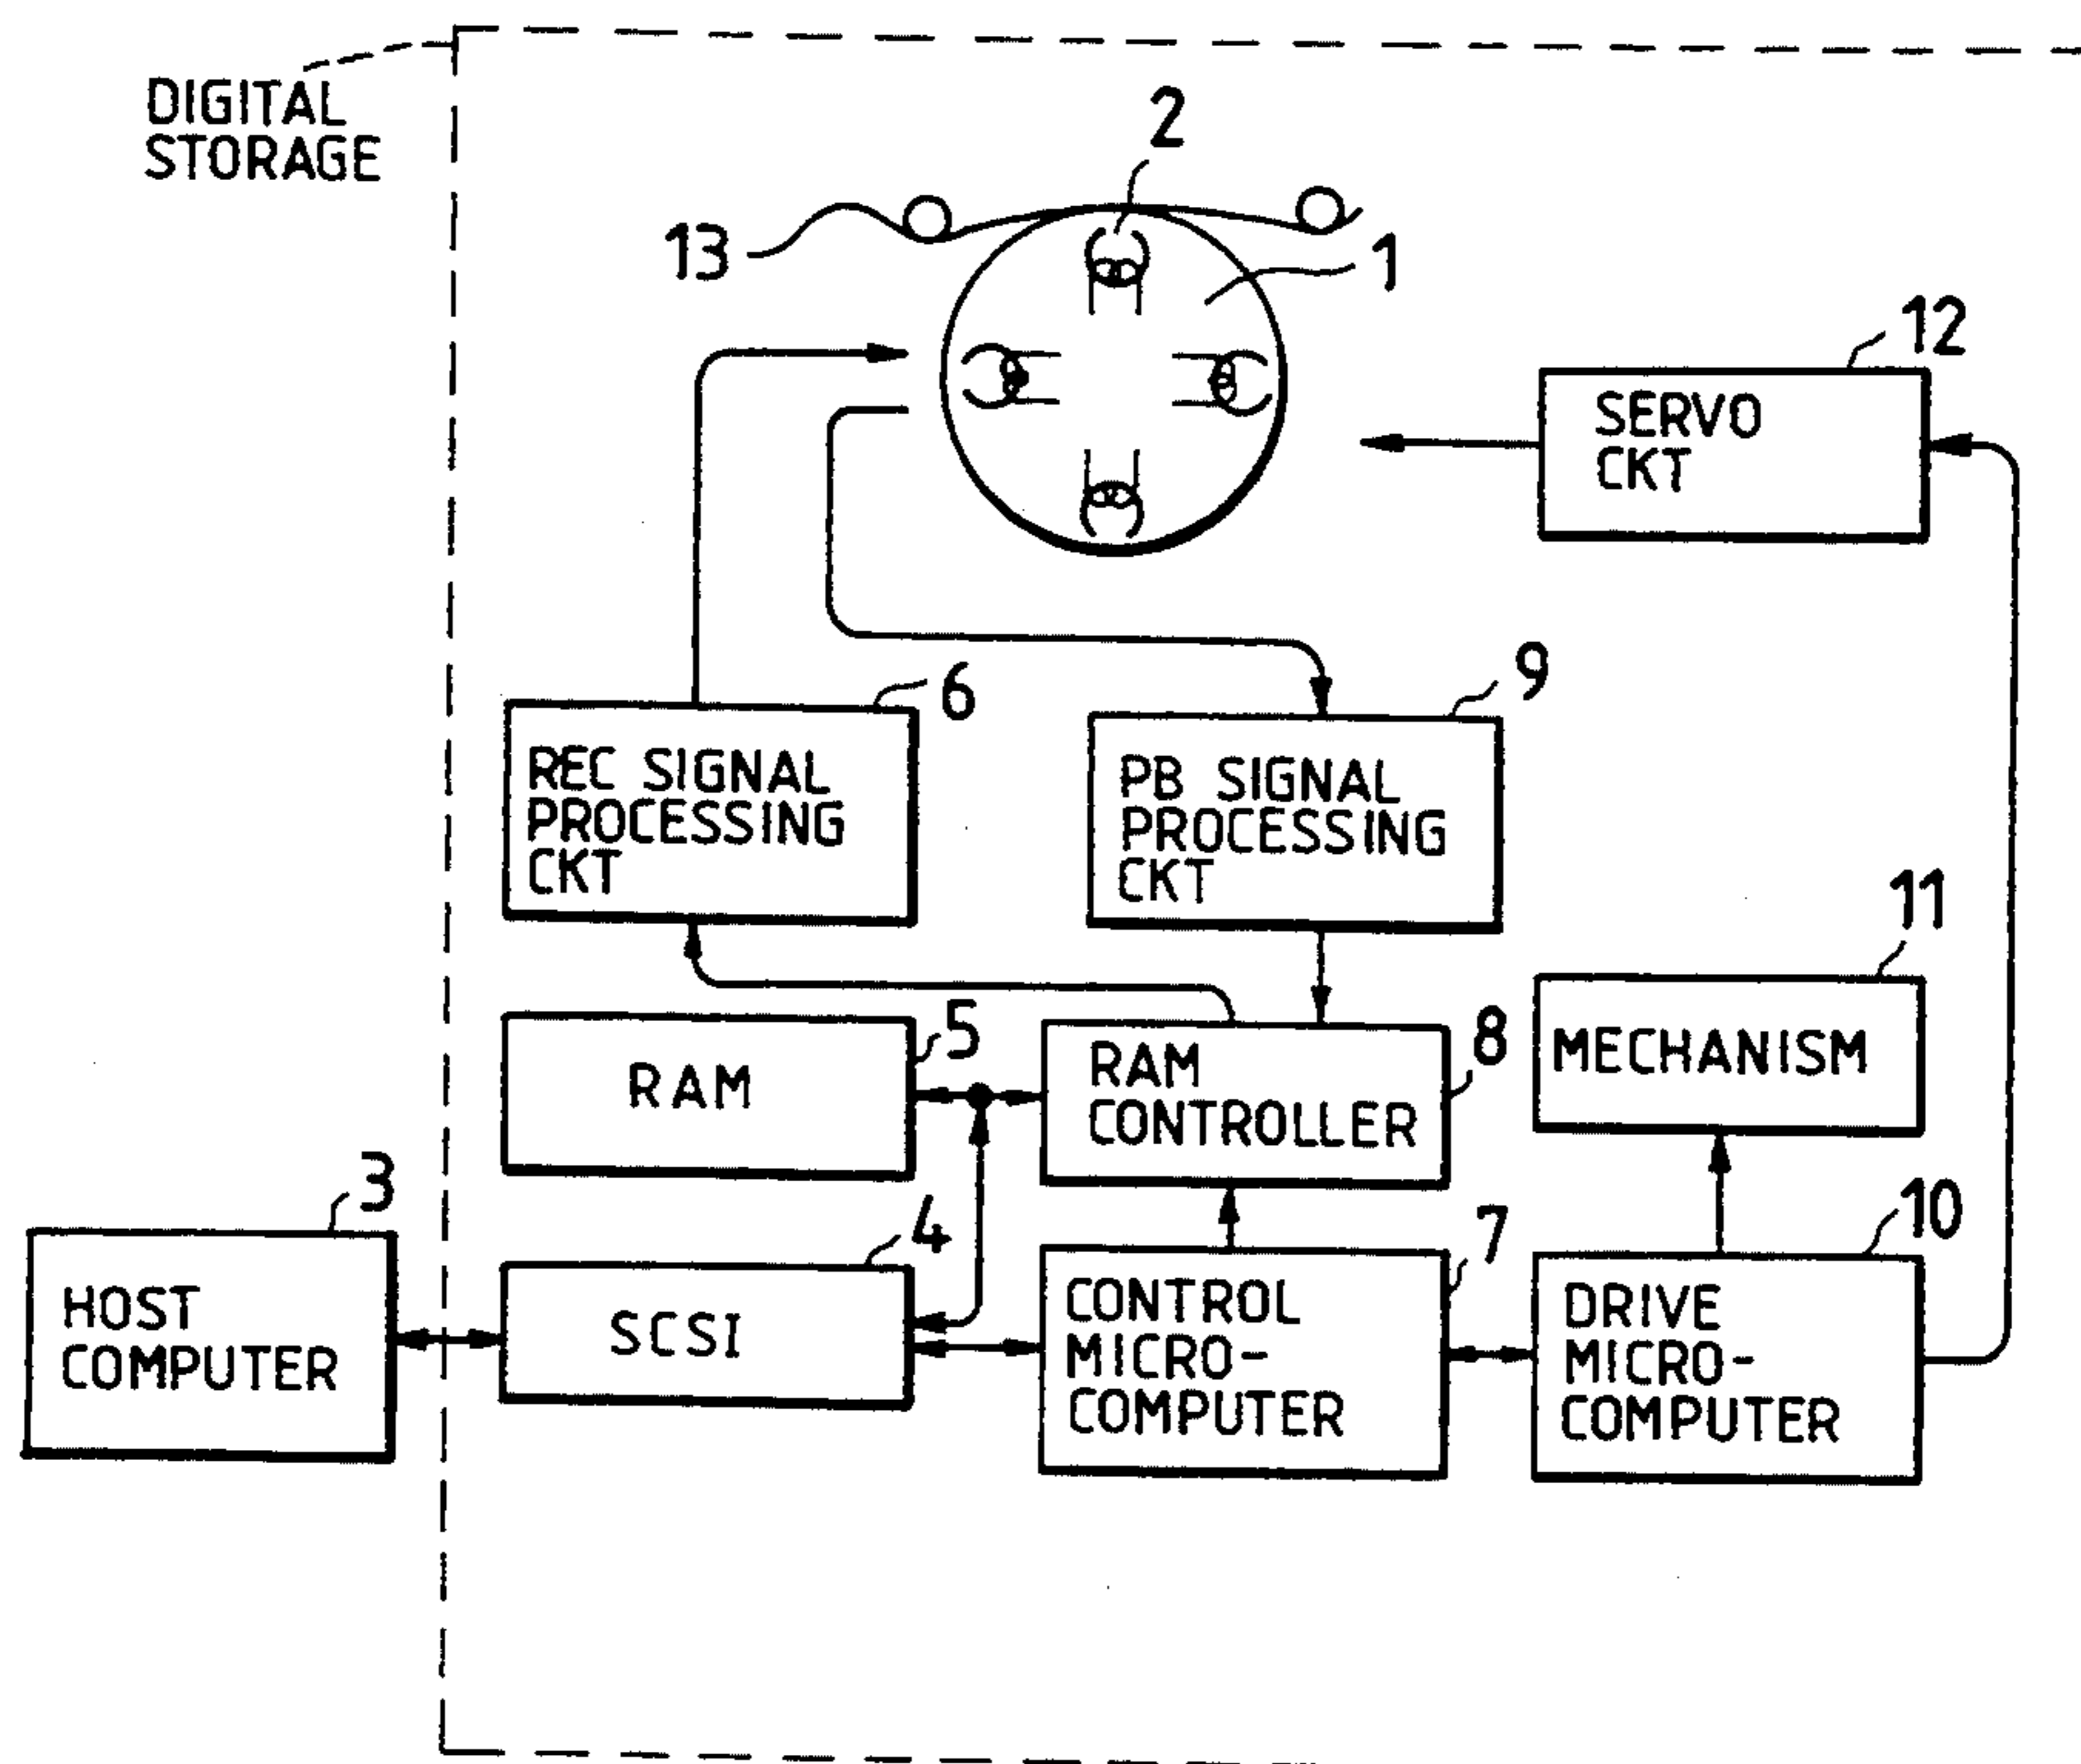 DIGITAL
STORAGE
2
13
1
12
SERVO
CKT
6
9
REC SIGNAL
PROCESSING
CKT
PB SIGNAL
PROCESSING
CKT
11
5
8
RAM
RAM
CONTROLLER
MECHANISM
3
4
7
10
HOST
COMPUTER
SCSI
CONTROL
MICRO-
COMPUTER
DRIVE
MICRO-
COMPUTER